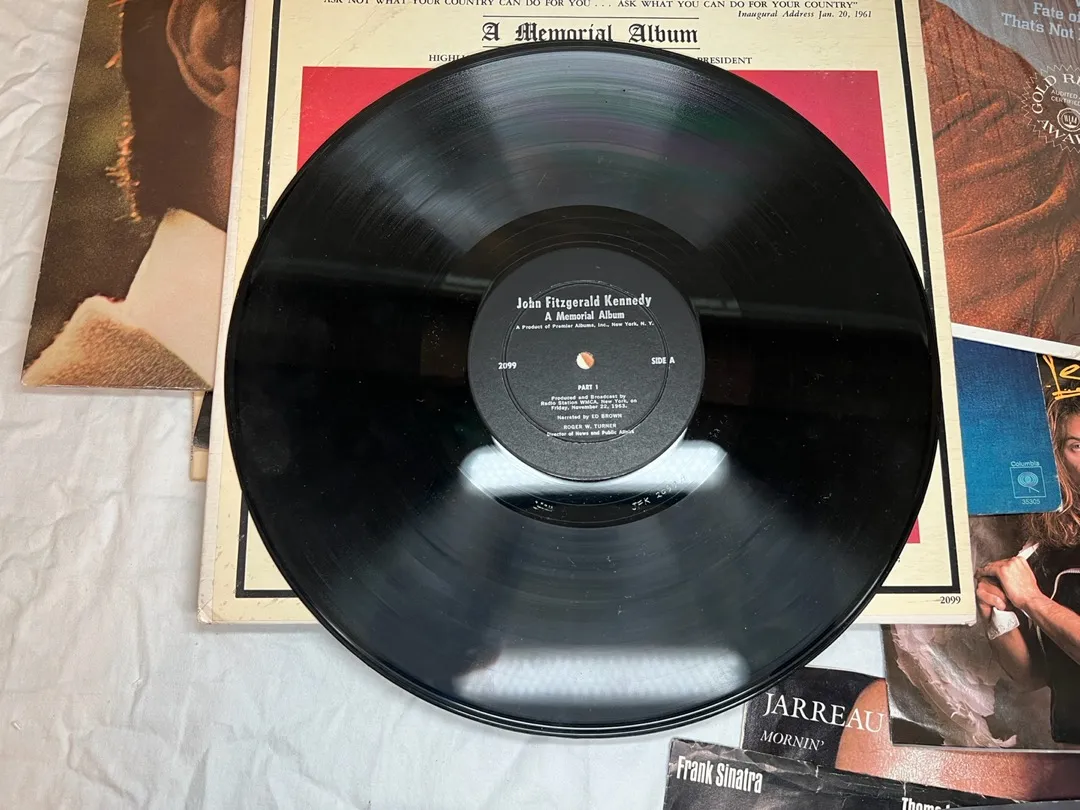 "ASK NOT WHAT YOUR COUNTRY CAN DO FOR YOU . . . ASK WHAT YOU CAN DO FOR YOUR COUNTRY"
Inaugural Address Jan. 20, 1961
A Memorial Album
PRESIDENT
John Fitzgerald Kennedy
A Memorial Album
A Product of Premier Albums, Inc., New York, N. Y.
2099
SIDE A
PART 1
Produced and Broadcast by
Radio Station WMCA, New York, on
Friday, November 22, 1963.
Narrated by ED BROWN
ROGER W. TURNER
Director of News and Public Affairs
2099
Fate
Thats Not
GOLD
AUDITED
AWARD
Columbia
35305
JARREAU
MORNIN'
Frank Sinatra